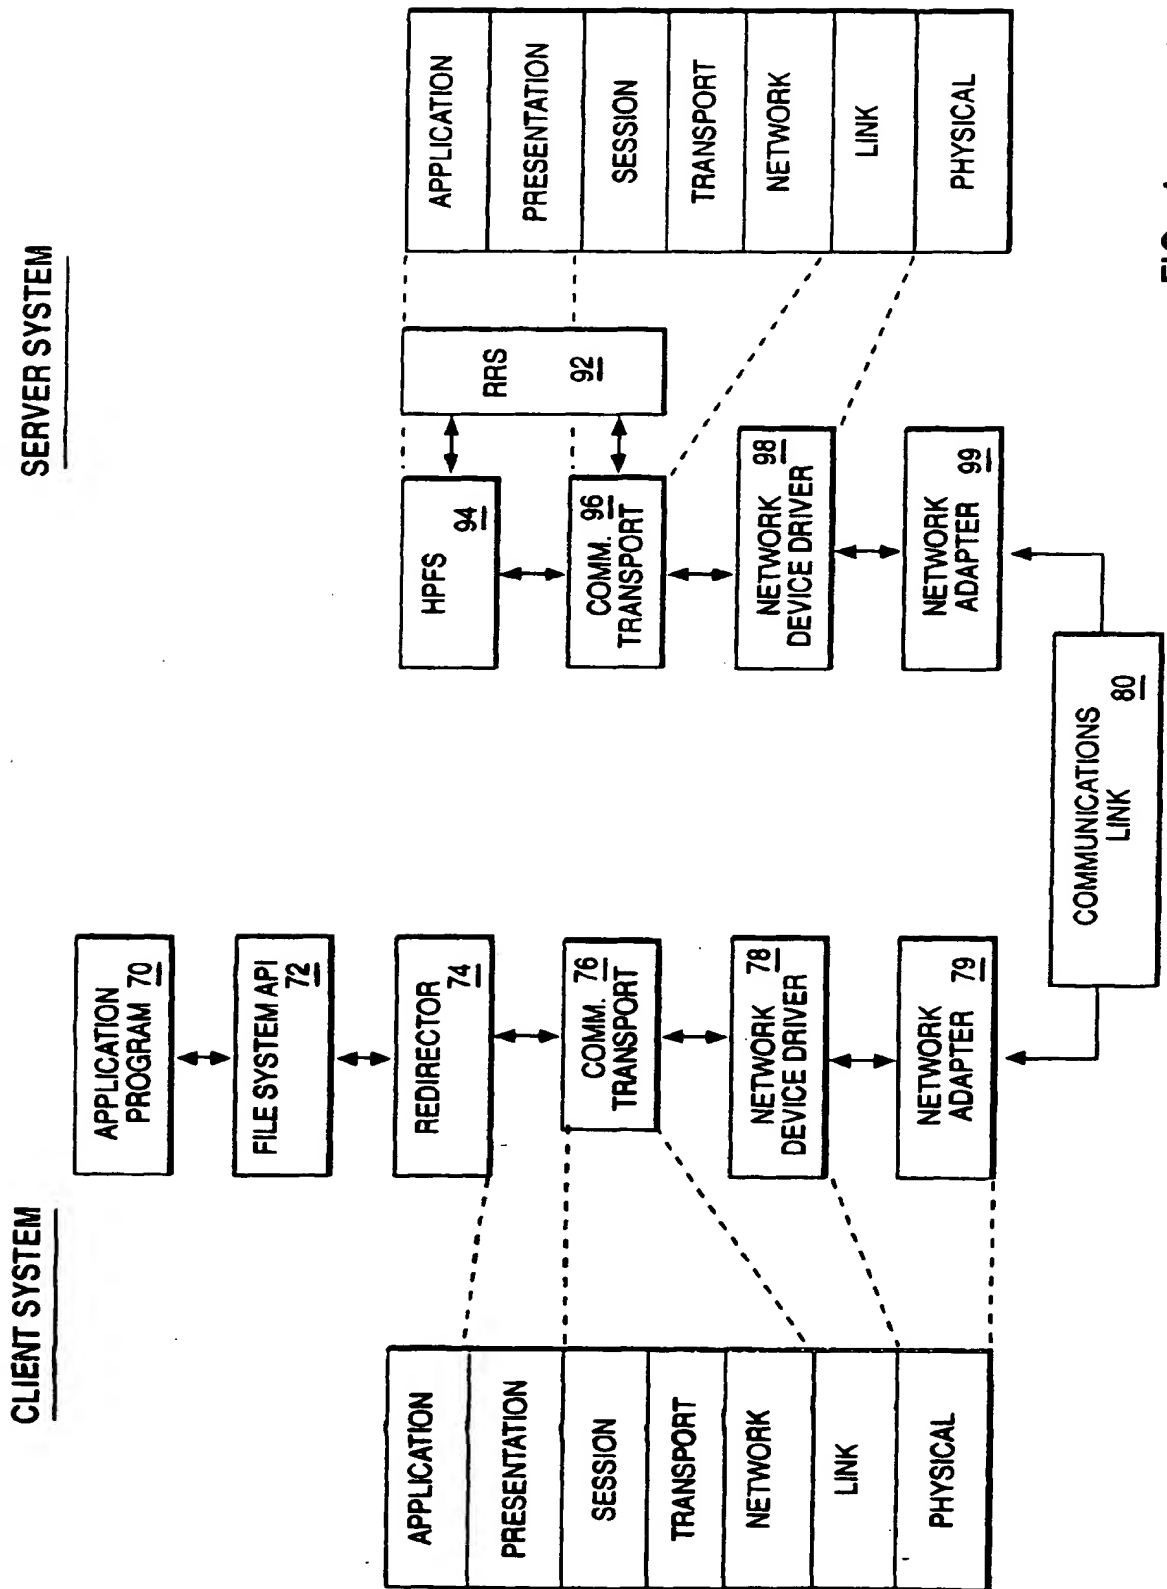 CLIENT SYSTEM
SERVER SYSTEM
APPLICATION
PRESENTATION
SESSION
TRANSPORT
NETWORK
LINK
PHYSICAL
APPLICATION
PROGRAM 70
FILE SYSTEM API
72
REDIRECTOR
74
COMM. 76
TRANSPORT
NETWORK 78
DEVICE DRIVER
NETWORK 79
ADAPTER
COMMUNICATIONS
LINK 80
HPFS
94
COMM. 96
TRANSPORT
NETWORK 98
DEVICE DRIVER
NETWORK 99
ADAPTER
RRS
92
APPLICATION
PRESENTATION
SESSION
TRANSPORT
NETWORK
LINK
PHYSICAL